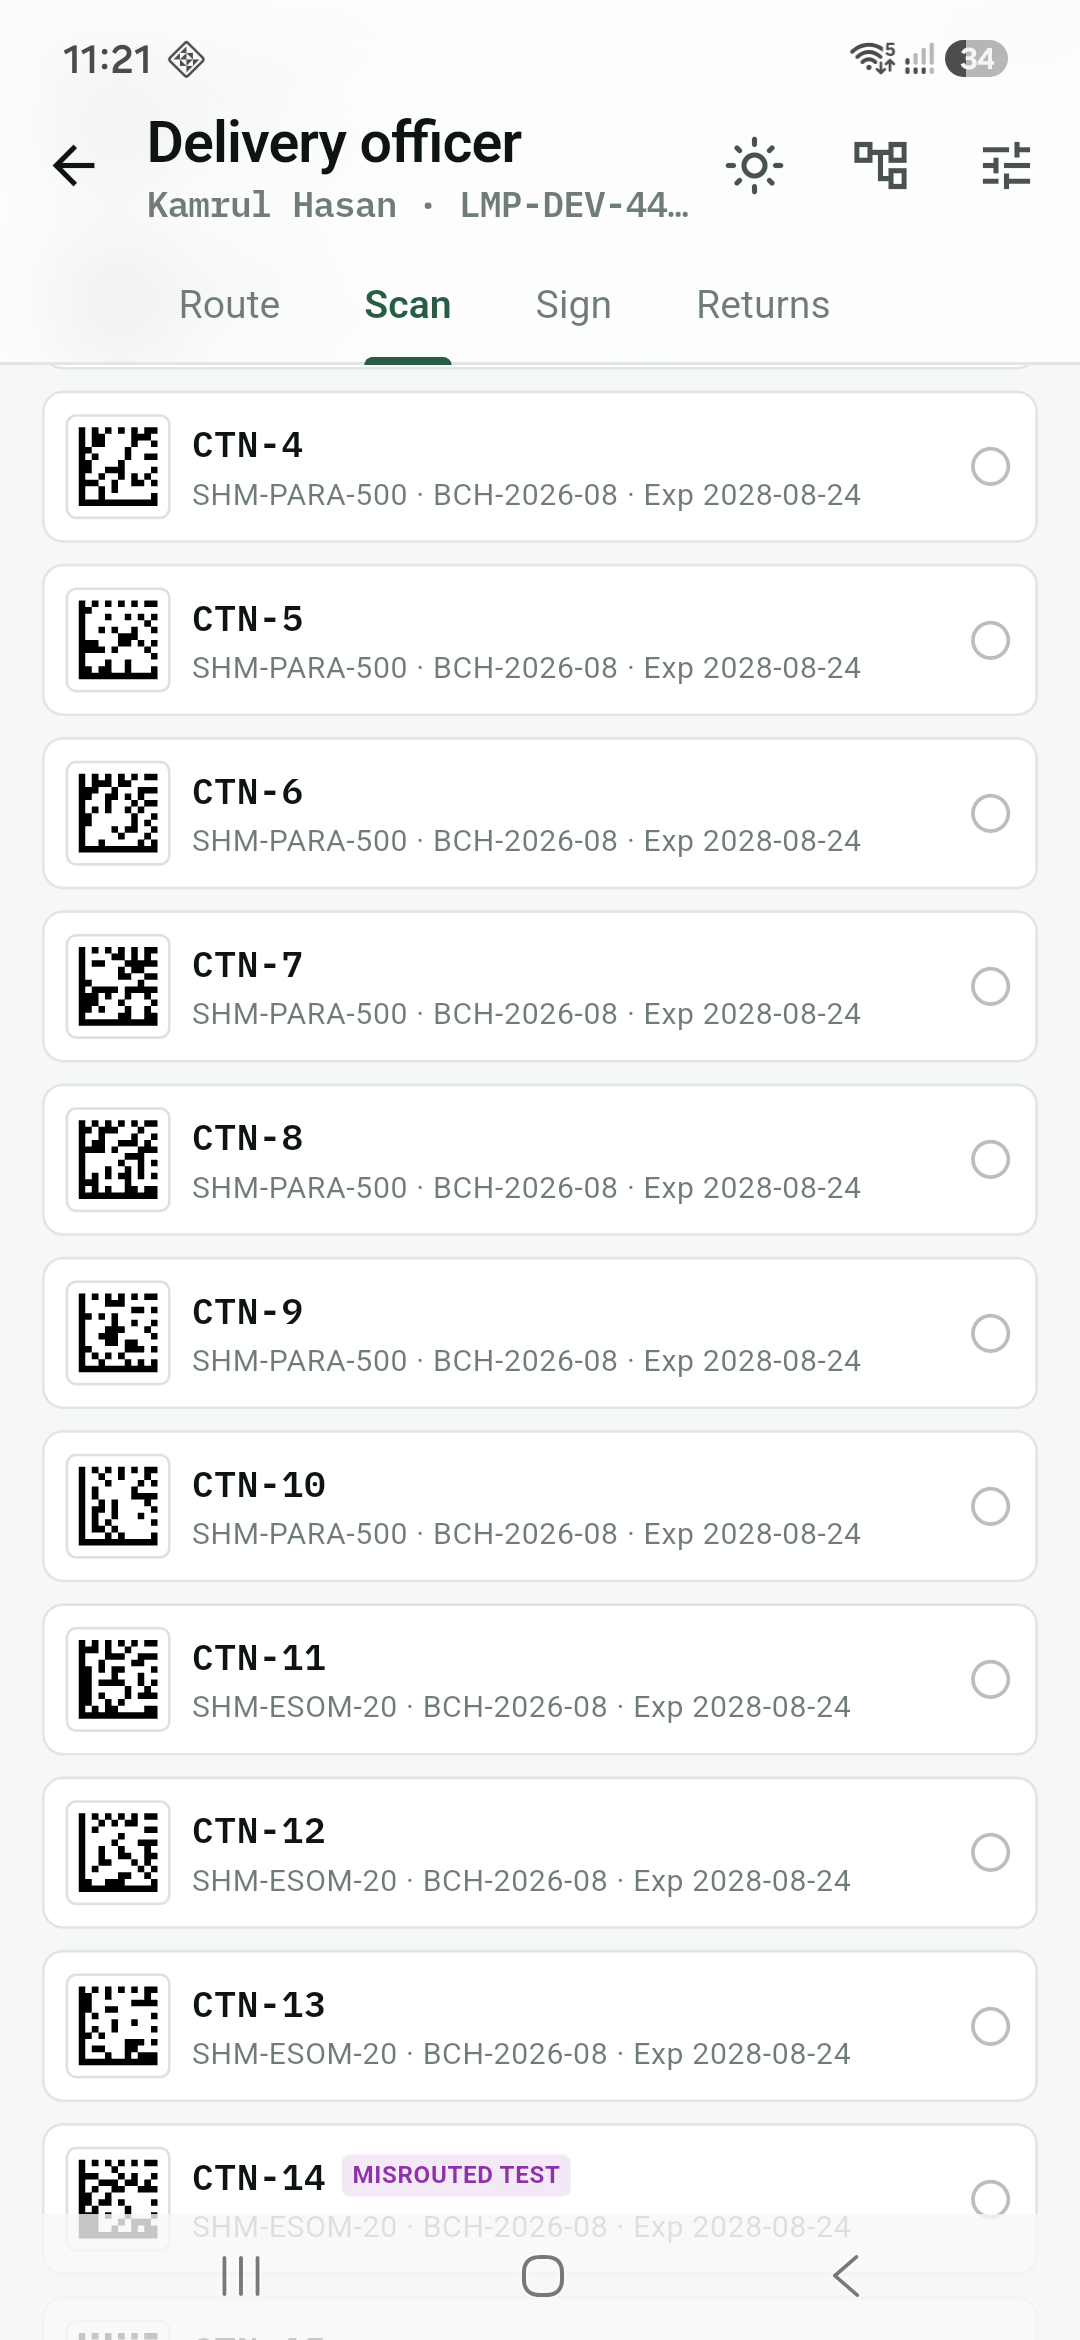 11:21
5
34
Delivery officer
Kamrul Hasan · LMP-DEV-44…
Route Scan Sign Returns
CTN-4
SHM-PARA-500 · BCH-2026-08 · Exp 2028-08-24
CTN-5
SHM-PARA-500 · BCH-2026-08 · Exp 2028-08-24
CTN-6
SHM-PARA-500 · BCH-2026-08 · Exp 2028-08-24
CTN-7
SHM-PARA-500 · BCH-2026-08 · Exp 2028-08-24
CTN-8
SHM-PARA-500 · BCH-2026-08 · Exp 2028-08-24
CTN-9
SHM-PARA-500 · BCH-2026-08 · Exp 2028-08-24
CTN-10
SHM-PARA-500 · BCH-2026-08 · Exp 2028-08-24
CTN-11
SHM-ESOM-20 · BCH-2026-08 · Exp 2028-08-24
CTN-12
SHM-ESOM-20 · BCH-2026-08 · Exp 2028-08-24
CTN-13
SHM-ESOM-20 · BCH-2026-08 · Exp 2028-08-24
CTN-14 MISROUTED TEST
SHM-ESOM-20 · BCH-2026-08 · Exp 2028-08-24